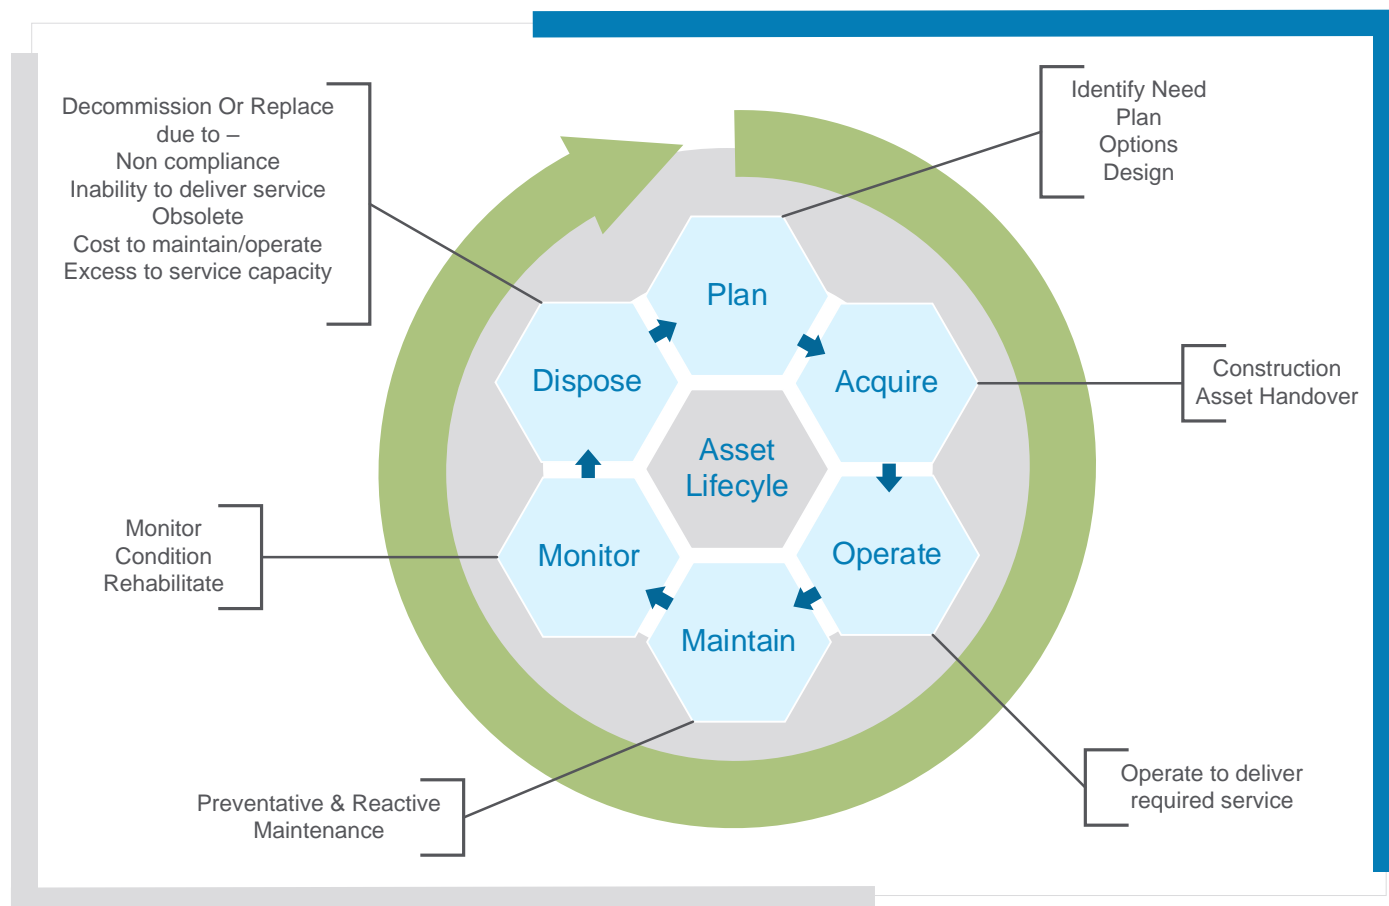 Decommission Or Replace
due to –
Non compliance
Inability to deliver service
Obsolete
Cost to maintain/operate
Excess to service capacity
Identify Need
Plan
Options
Design
Plan
Dispose
Acquire
Construction
Asset Handover
Asset
Lifecyle
Monitor
Condition
Rehabilitate
Monitor
Operate
Maintain
Operate to deliver
required service
Preventative & Reactive
Maintenance